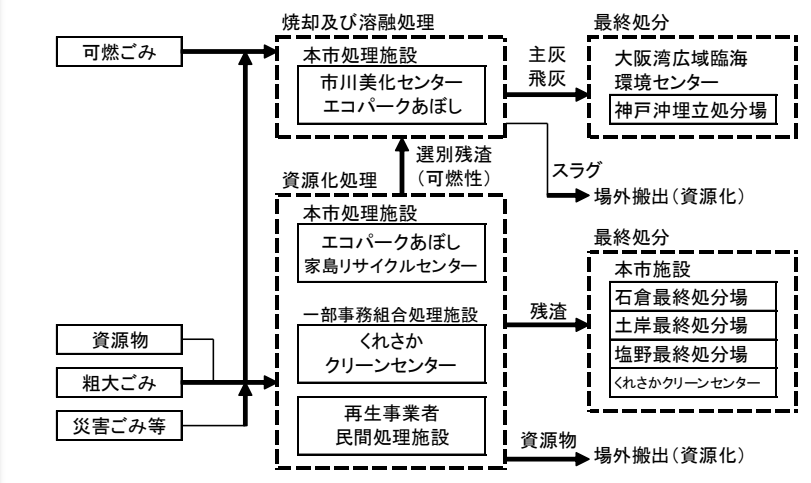 焼却及び溶融処理
最終処分
可燃ごみ
本市処理施設
市川美化センター
エコパークあぼし
主灰
飛灰
大阪湾広域臨海
環境センター
神戸沖埋立処分場
選別残渣
(可燃性)
スラグ
場外搬出(資源化)
資源化処理
本市処理施設
エコパークあぼし
家島リサイクルセンター
最終処分
本市施設
石倉最終処分場
土岸最終処分場
塩野最終処分場
くれさかクリーンセンター
残渣
一部事務組合処理施設
くれさか
クリーンセンター
資源物
粗大ごみ
災害ごみ等
再生事業者
民間処理施設
資源物
場外搬出(資源化)